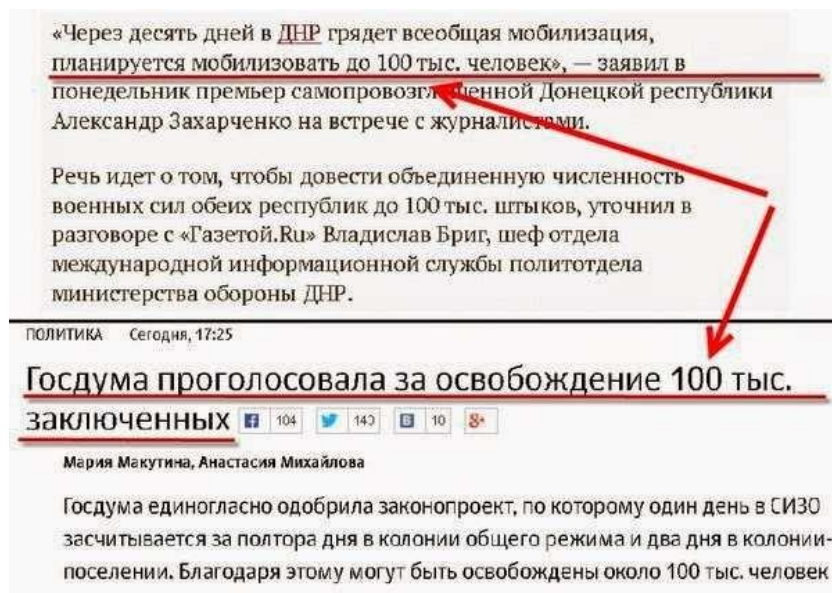 «Через десять дней в ДНР грядет всеобщая мобилизация,
планируется мобилизовать до 100 тыс. человек», — заявил в
понедельник премьер самопровозглашенной Донецкой республики
Александр Захарченко на встрече с журналистами.
Речь идет о том, чтобы довести объединенную численность
военных сил обеих республик до 100 тыс. штыков, уточнил в
разговоре с «Газетой.Ru» Владислав Бриг, шеф отдела
международной информационной службы политотдела
министерства обороны ДНР.
ПОЛИТИКА Сегодня, 17:25
Госдума проголосовала за освобождение 100 тыс.
заключенных 104 140 10 8+
Мария Макутина, Анастасия Михайлова
Госдума единогласно одобрила законопроект, по которому один день в СИЗО
засчитывается за полтора дня в колонии общего режима и два дня в колонии-
поселении. Благодаря этому могут быть освобождены около 100 тыс. человек